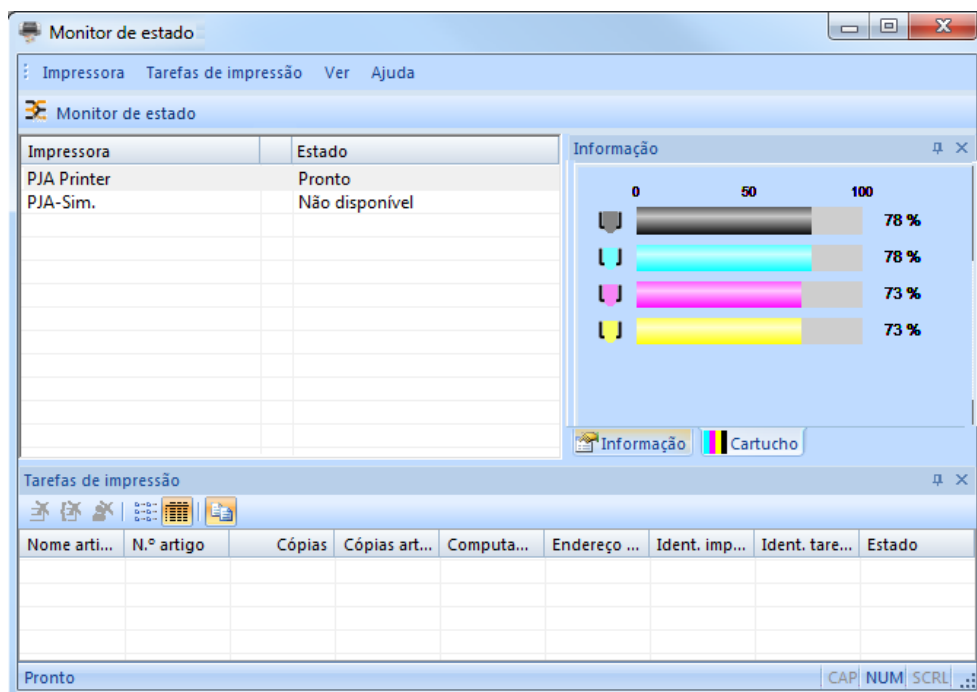 Monitor de estado
Impressora Tarefas de impressão Ver Ajuda
Monitor de estado
Impressora Estado
PJA Printer Pronto
PJA-Sim. Não disponível
Informação
0 50 100
78 %
78 %
73 %
73 %
Informação Cartucho
Tarefas de impressão
Nome arti... N.º artigo Cópias Cópias art... Computa... Endereço ... Ident. imp... Ident. tare... Estado
Pronto CAP NUM SCRL